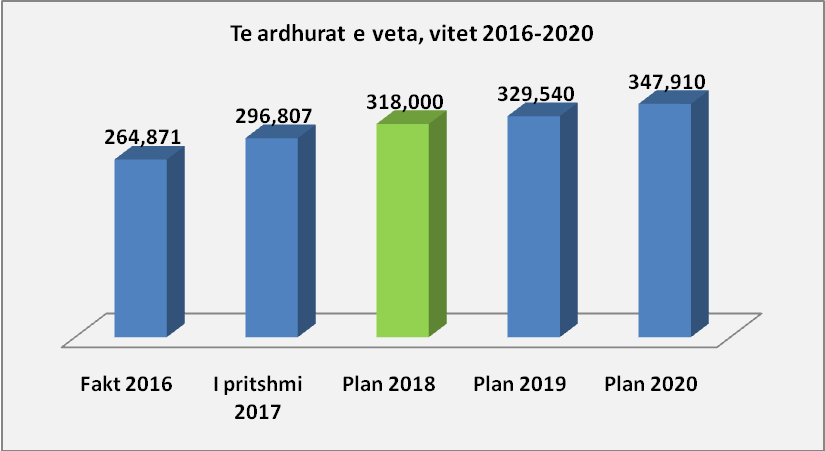 Te ardhurat e veta, vitet 2016-2020
264,871
296,807
318,000
329,540
347,910
Fakt 2016
I pritshmi
2017
Plan 2018
Plan 2019
Plan 2020